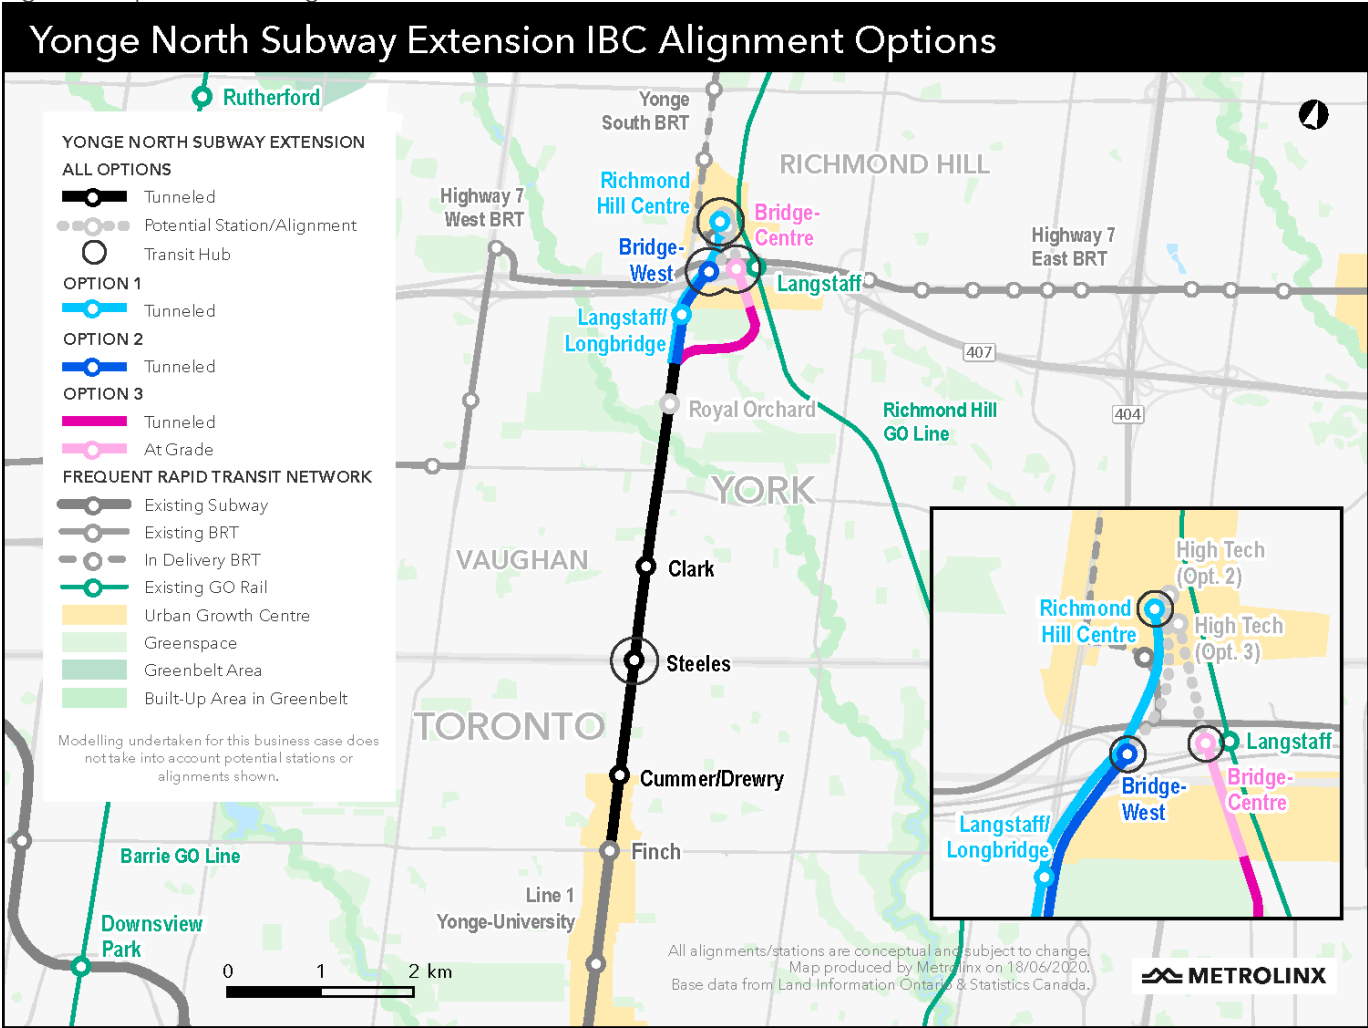 Yonge North Subway Extension IBC Alignment Options
Rutherford
YONGE NORTH SUBWAY EXTENSION
ALL OPTIONS
Tunneled
Potential Station/Alignment
Transit Hub
OPTION 1
Tunneled
OPTION 2
Tunneled
OPTION 3
Tunneled
At Grade
FREQUENT RAPID TRANSIT NETWORK
Existing Subway
Existing BRT
In Delivery BRT
Existing GO Rail
Urban Growth Centre
Greenspace
Greenbelt Area
Built-Up Area in Greenbelt
Modelling undertaken for this business case does
not take into account potential stations or
alignments shown.
Yonge
South BRT
RICHMOND HILL
Richmond
Hill Centre
Highway 7
West BRT
Bridge-
Centre
Bridge-
West
Highway 7
East BRT
Langstaff
Langstaff/
Longbridge
407
404
Royal Orchard
Richmond Hill
GO Line
YORK
VAUGHAN
Clark
Steeles
TORONTO
Cummer/Drewry
Finch
Line 1
Yonge-University
Barrie GO Line
Downsview
Park
0 1 2 km
High Tech
(Opt. 2)
Richmond
Hill Centre
High Tech
(Opt. 3)
Langstaff
Bridge-
West
Bridge-
Centre
Langstaff/
Longbridge
All alignments/stations are conceptual and subject to change.
Map produced by Metrolinx on 18/06/2020.
Base data from Land Information Ontario & Statistics Canada.
METROLINX